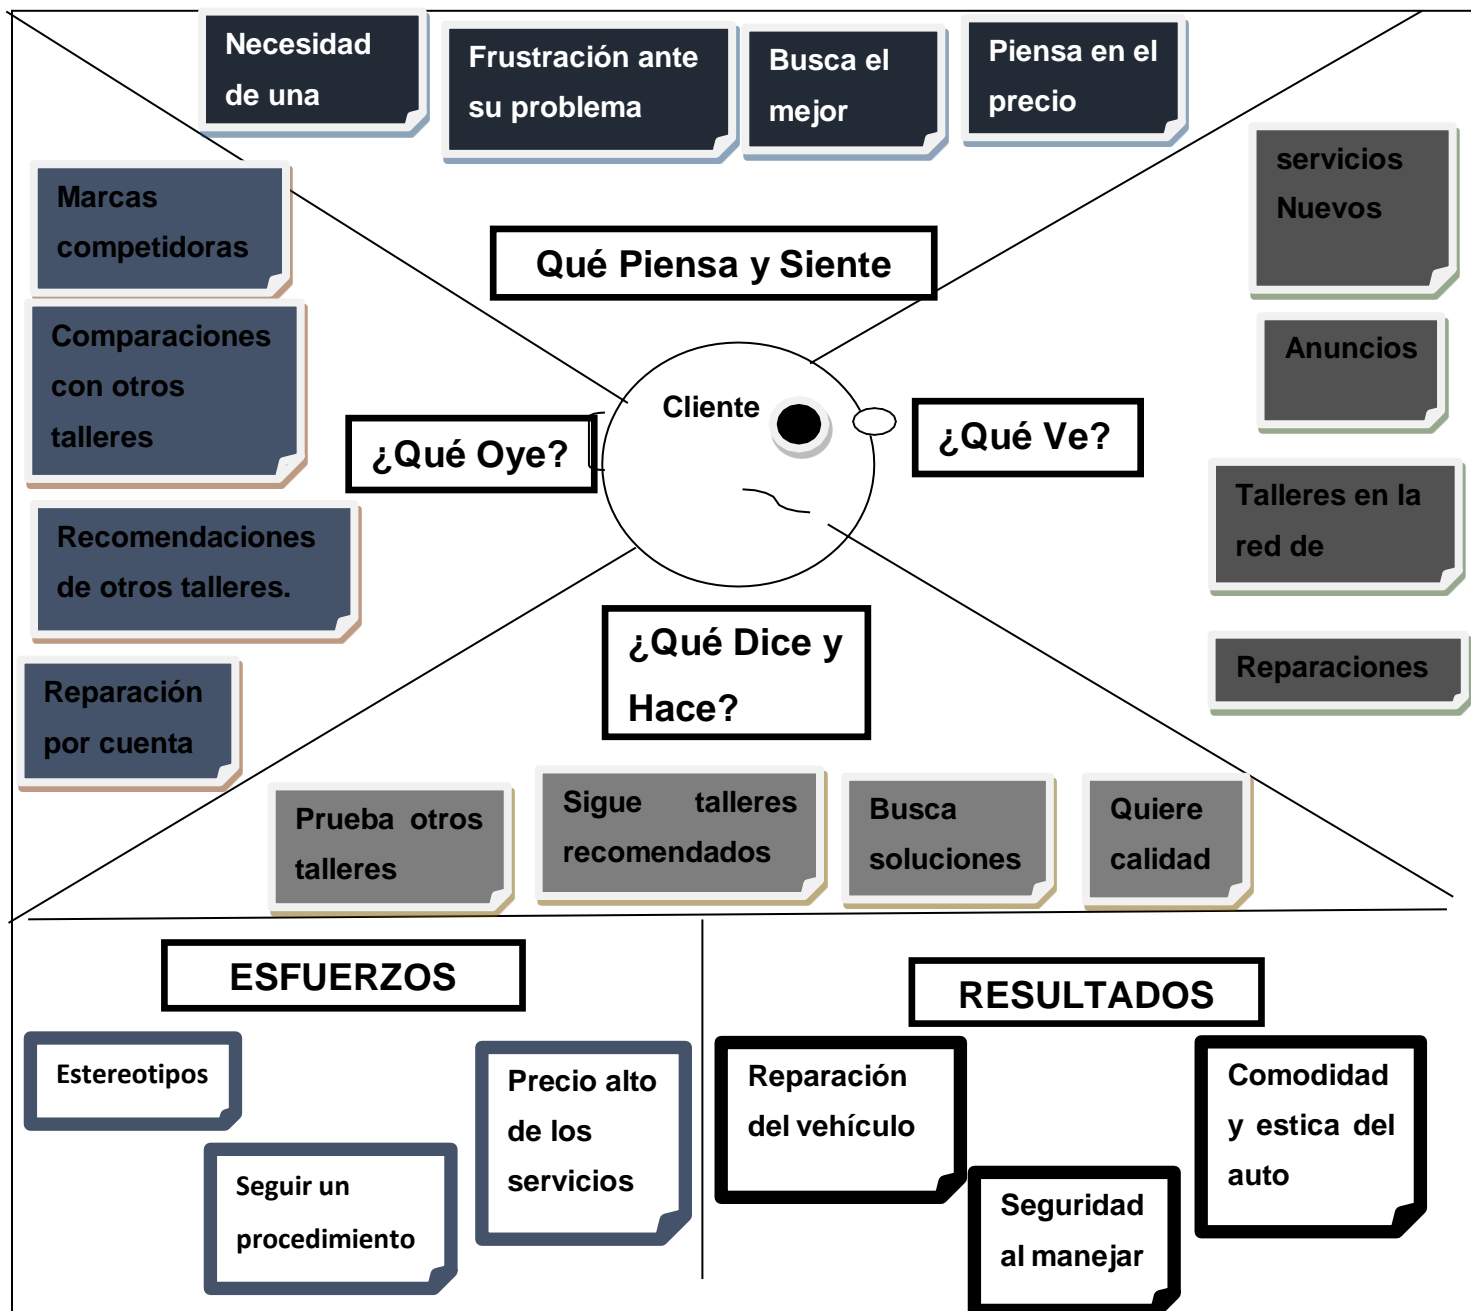 Necesidad
de una
Frustración ante
su problema
Busca el
mejor
Piensa en el
precio
Qué Piensa y Siente
Marcas
competidoras
Comparaciones
con otros
talleres
Recomendaciones
de otros talleres.
Reparación
por cuenta
¿Qué Oye?
Cliente
¿Qué Ve?
servicios
Nuevos
Anuncios
Talleres en la
red de
Reparaciones
¿Qué Dice y
Hace?
Prueba otros
talleres
Sigue talleres
recomendados
Busca
soluciones
Quiere
calidad
ESFUERZOS
Estereotipos
Seguir un
procedimiento
Precio alto
de los
servicios
RESULTADOS
Reparación
del vehículo
Seguridad
al manejar
Comodidad
y estica del
auto